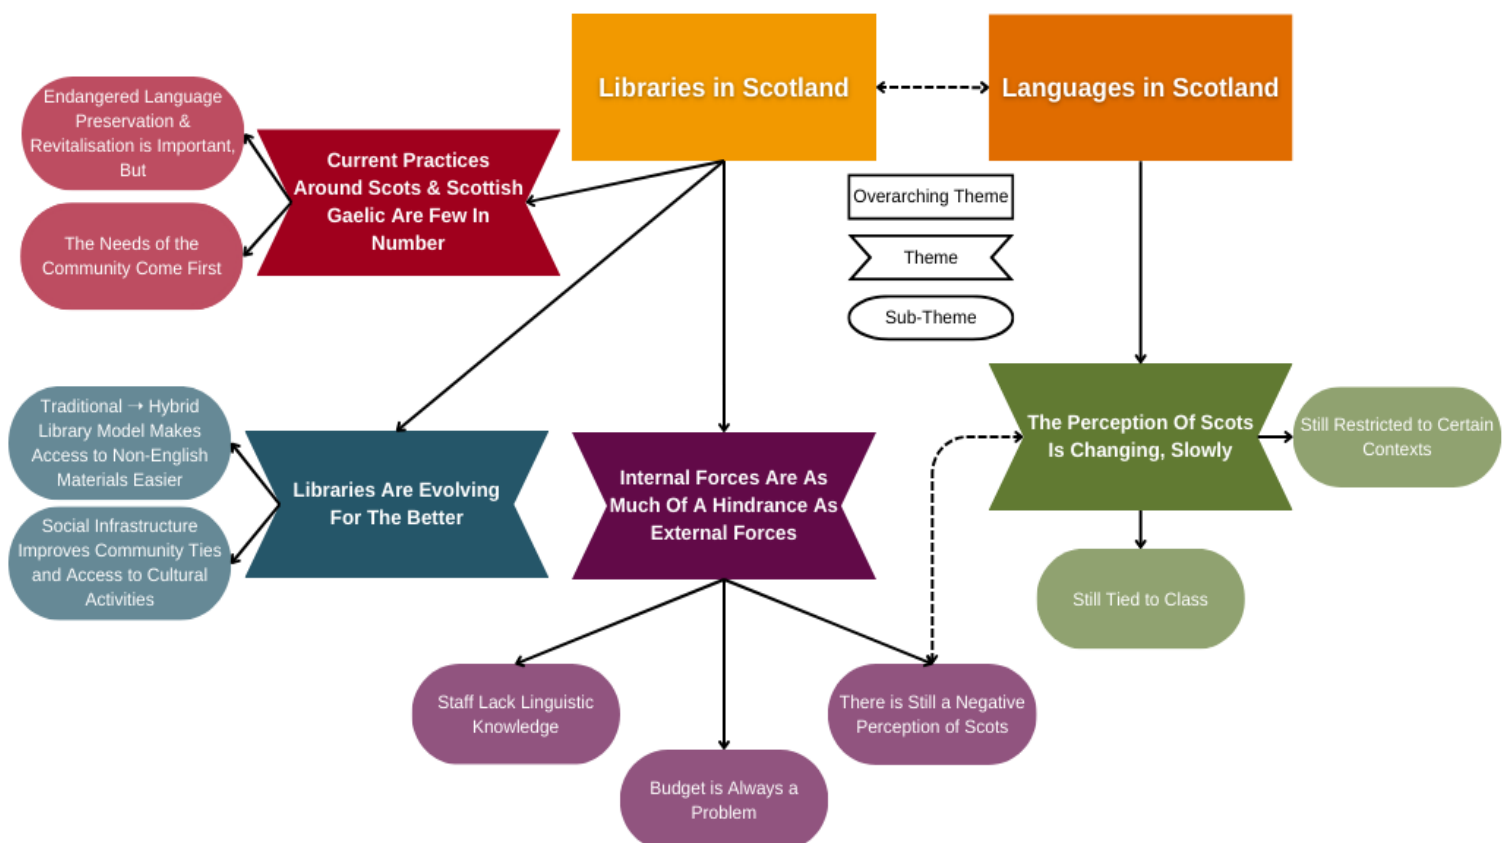 Libraries in Scotland
Languages in Scotland
Endangered Language
Preservation &
Revitalisation is Important,
But
The Needs of the
Community Come First
Current Practices
Around Scots & Scottish
Gaelic Are Few In
Number
Overarching Theme
Theme
Sub-Theme
Traditional → Hybrid
Library Model Makes
Access to Non-English
Materials Easier
Social Infrastructure
Improves Community Ties
and Access to Cultural
Activities
Libraries Are Evolving
For The Better
Internal Forces Are As
Much Of A Hindrance As
External Forces
The Perception Of Scots
Is Changing, Slowly
Still Restricted to Certain
Contexts
Still Tied to Class
Staff Lack Linguistic
Knowledge
Budget is Always a
Problem
There is Still a Negative
Perception of Scots